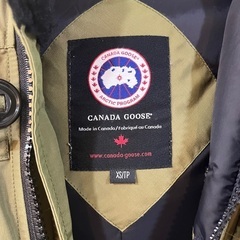 CANADA GOOSE
ARCTIC PROGRAM
CANADA GOOSE®
Made in Canada / Fabriqué au Canada
www.canada-goose.com
XS/TP